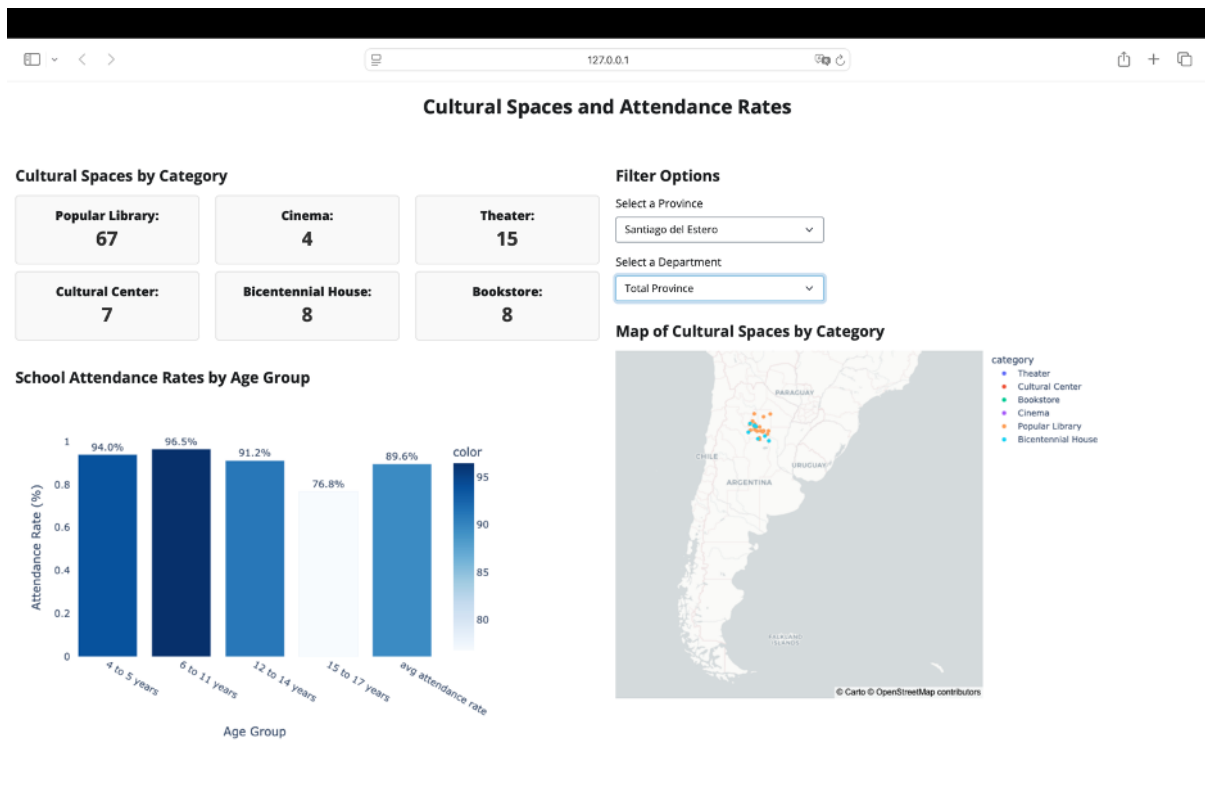 127.0.0.1
Cultural Spaces and Attendance Rates
Cultural Spaces by Category
Popular Library:
67
Cinema:
4
Theater:
15
Cultural Center:
7
Bicentennial House:
8
Bookstore:
8
Filter Options
Select a Province
Santiago del Estero
Select a Department
Total Province
Map of Cultural Spaces by Category
PARAGUAY
CHILE
URUGUAY
ARGENTINA
FALKLAND
ISLANDS
© Carto © OpenStreetMap contributors
category
Theater
Cultural Center
Bookstore
Cinema
Popular Library
Bicentennial House
School Attendance Rates by Age Group
Attendance Rate (%)
1
0.8
0.6
0.4
0.2
0
94.0%
96.5%
91.2%
76.8%
89.6%
4 to 5 years
6 to 11 years
12 to 14 years
15 to 17 years
avg attendance rate
Age Group
color
95
90
85
80